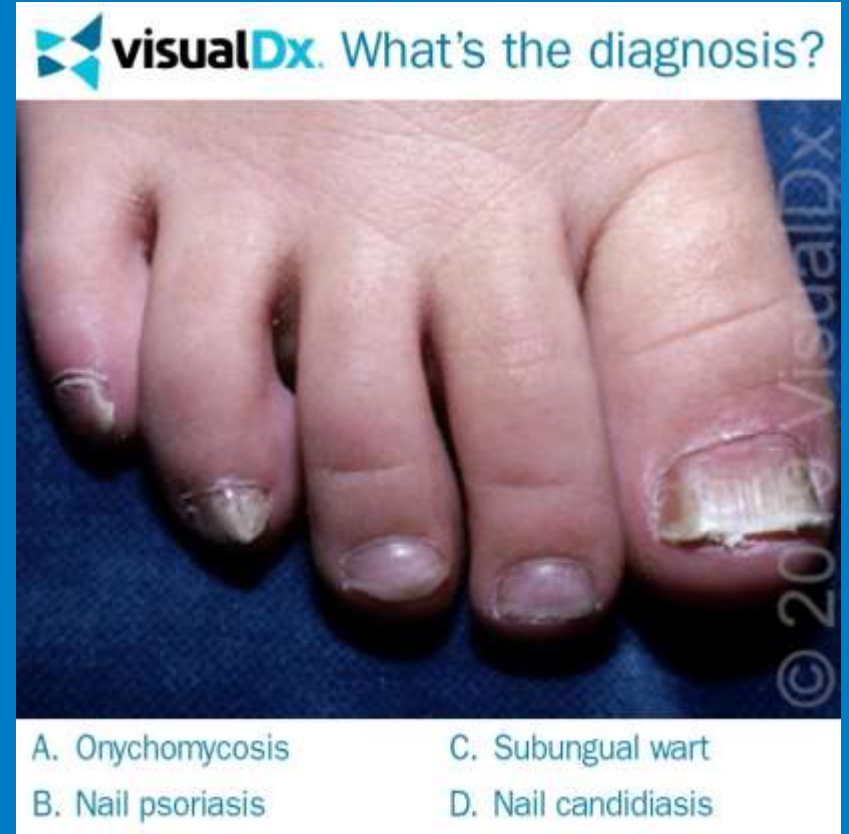 visualDx. What's the diagnosis?
© 20 VisualDx
A. Onychomycosis
C. Subungual wart
B. Nail psoriasis
D. Nail candidiasis